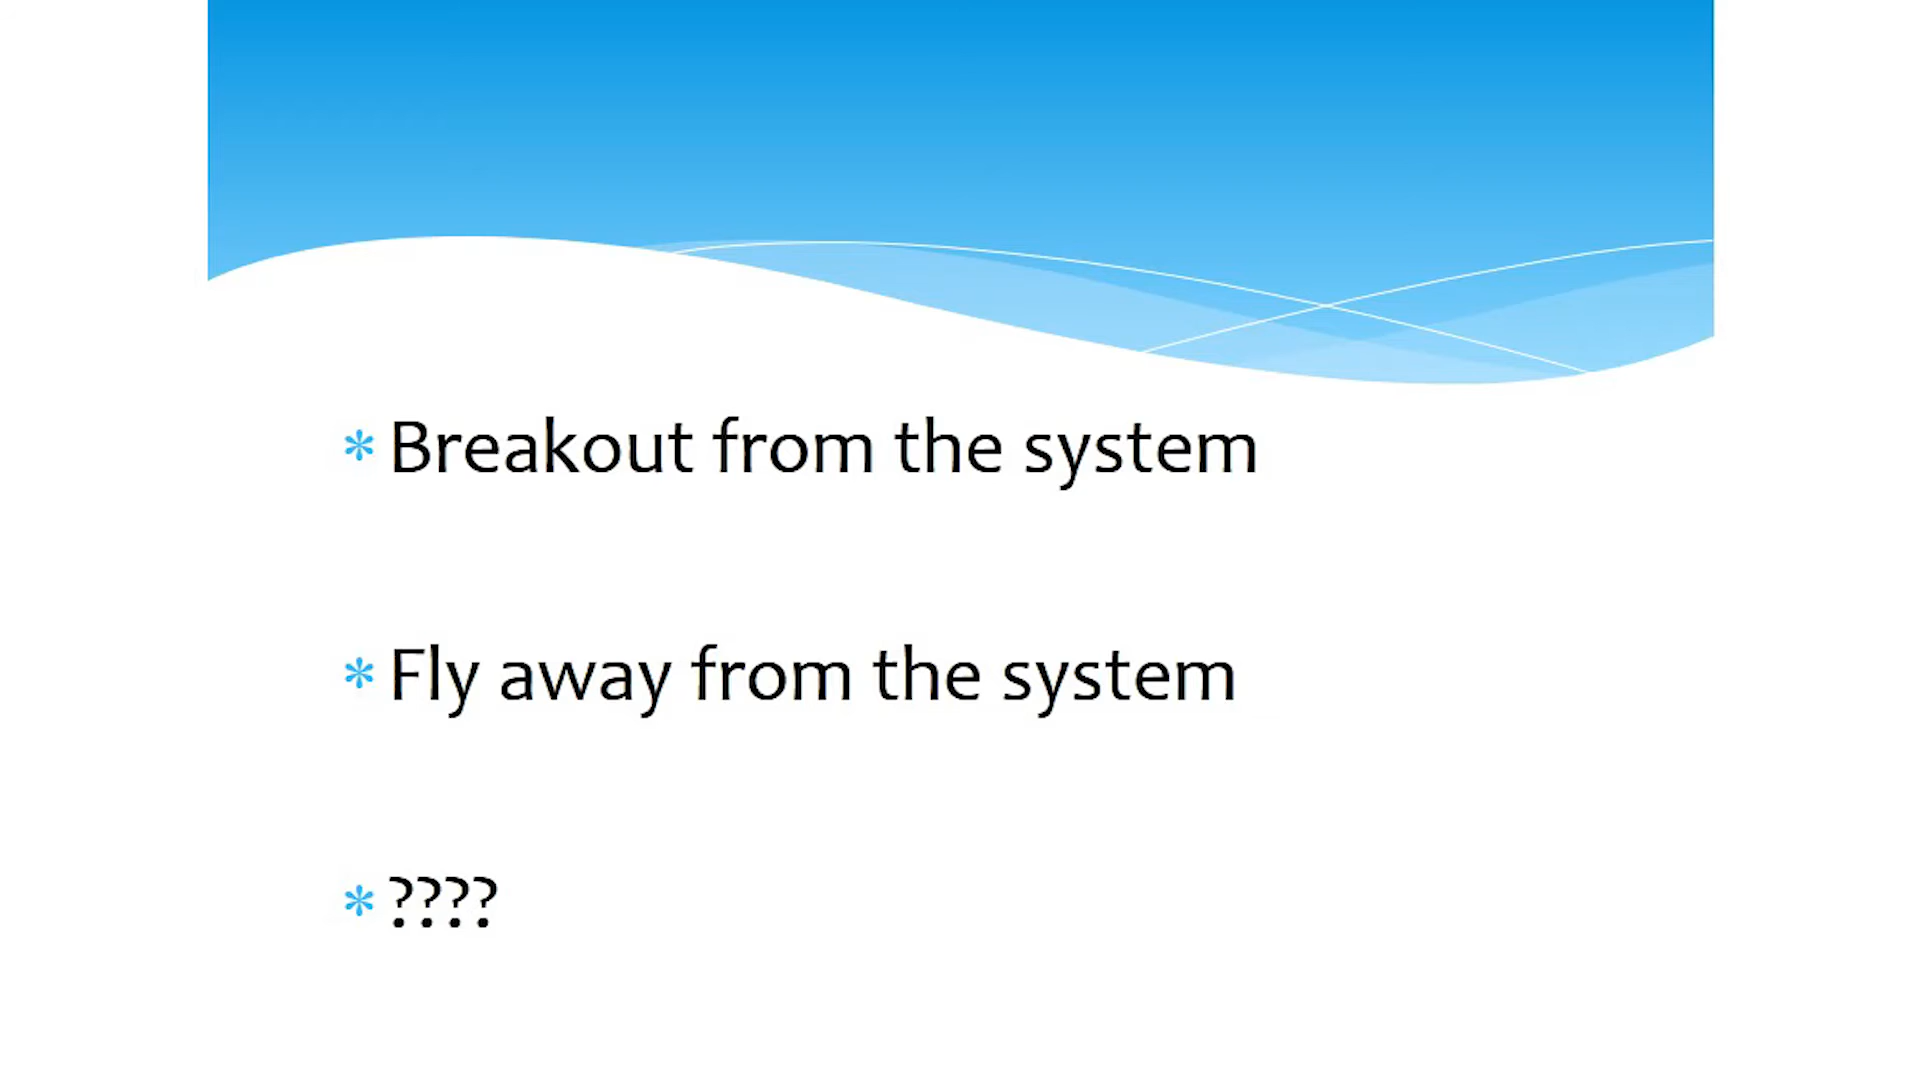 * Breakout from the system
* Fly away from the system
* ????